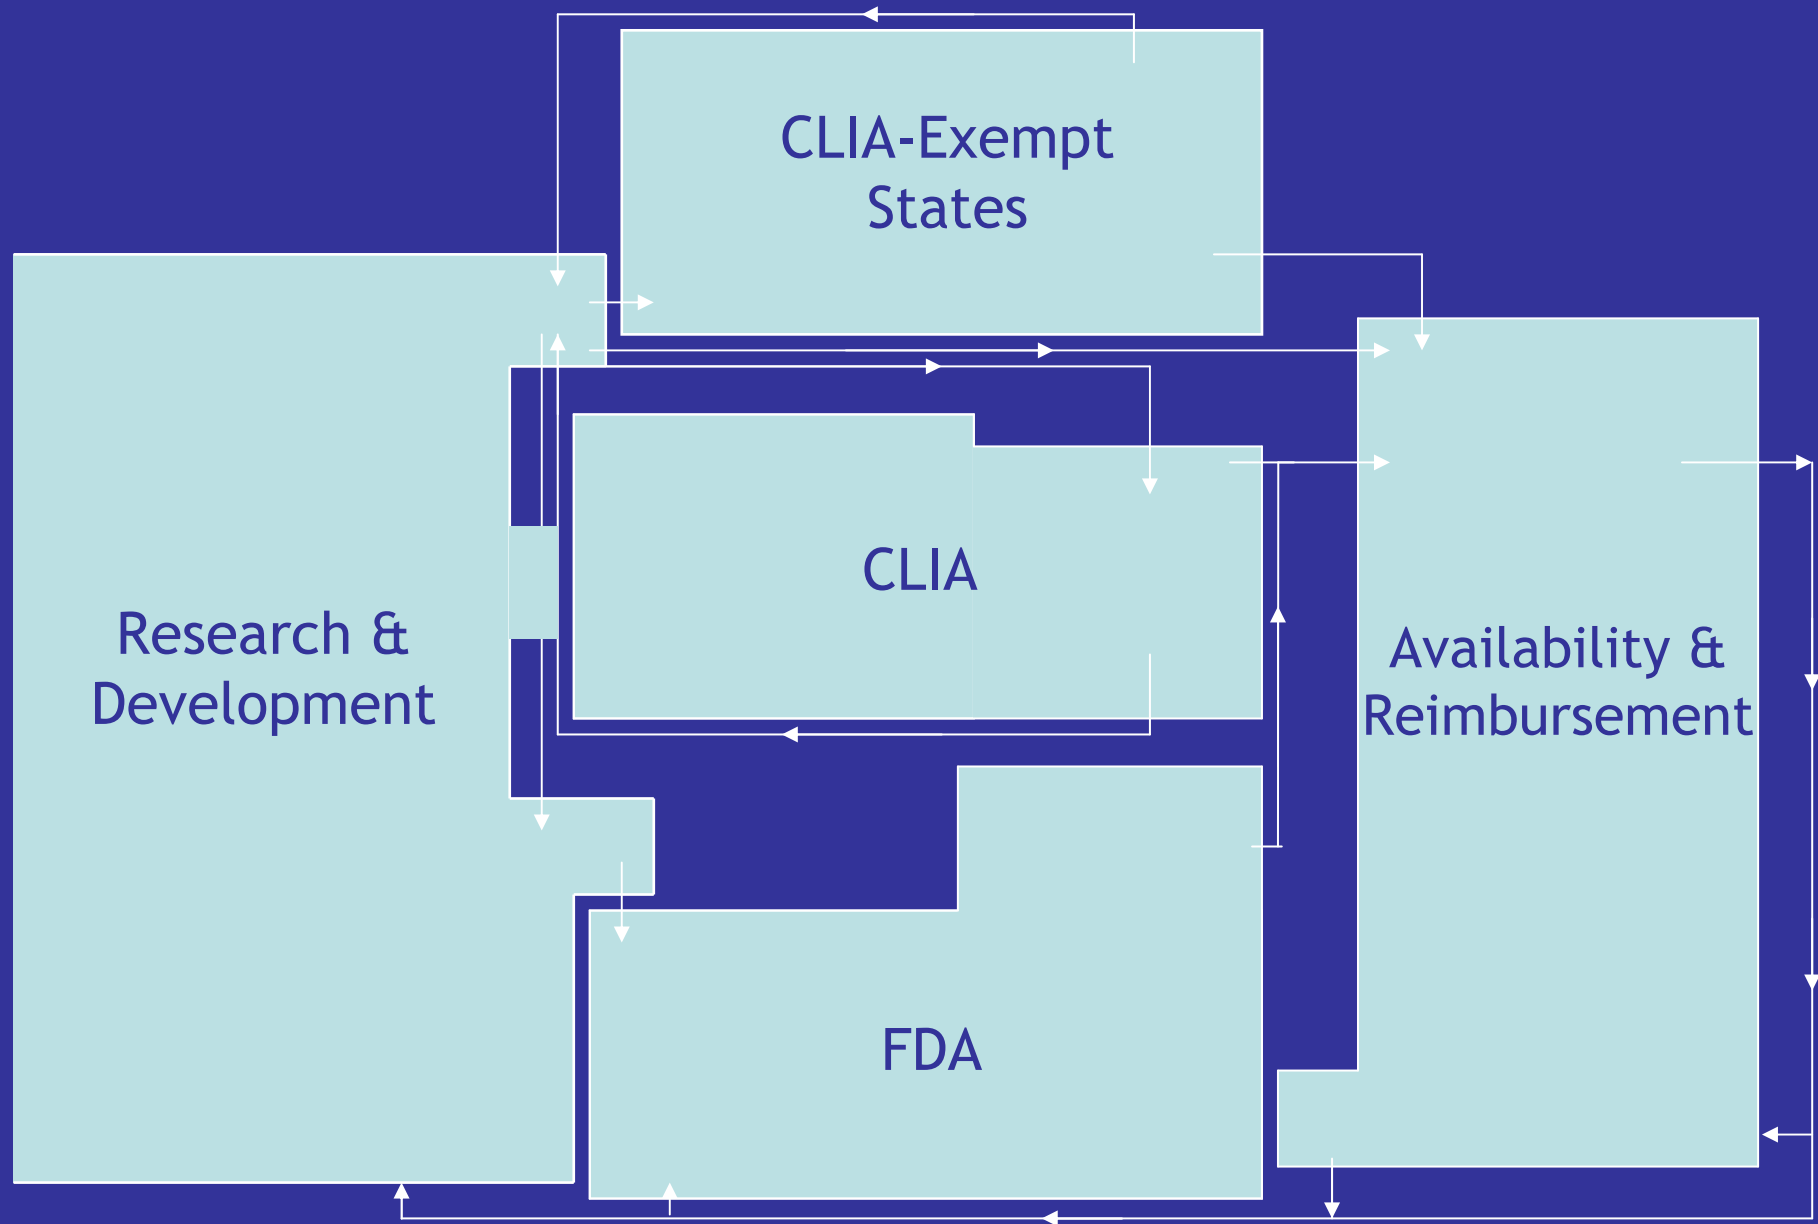 CLIA-Exempt
States
Research &
Development
CLIA
Availability &
Reimbursement
FDA